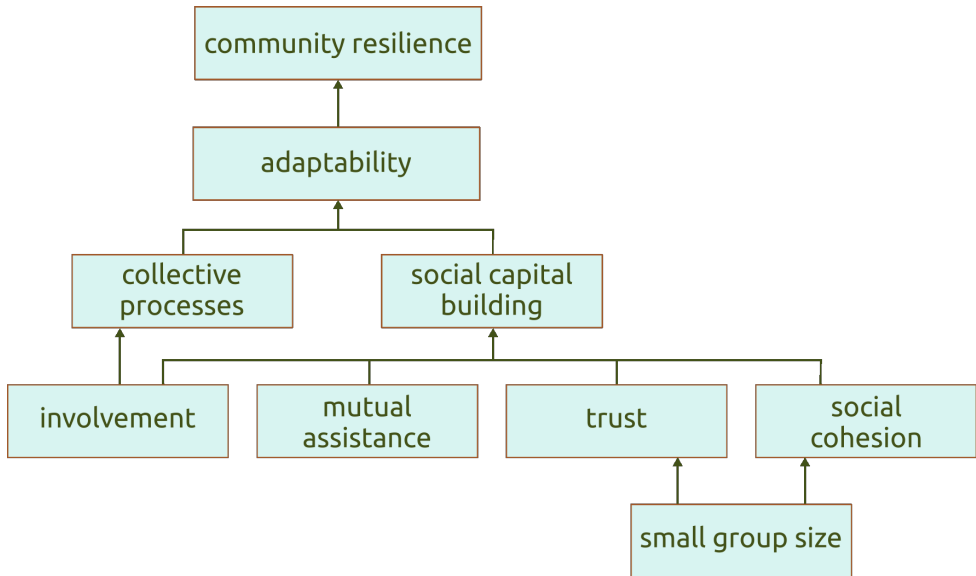 community resilience
adaptability
collective
processes
social capital
building
involvement
mutual
assistance
trust
social
cohesion
small group size